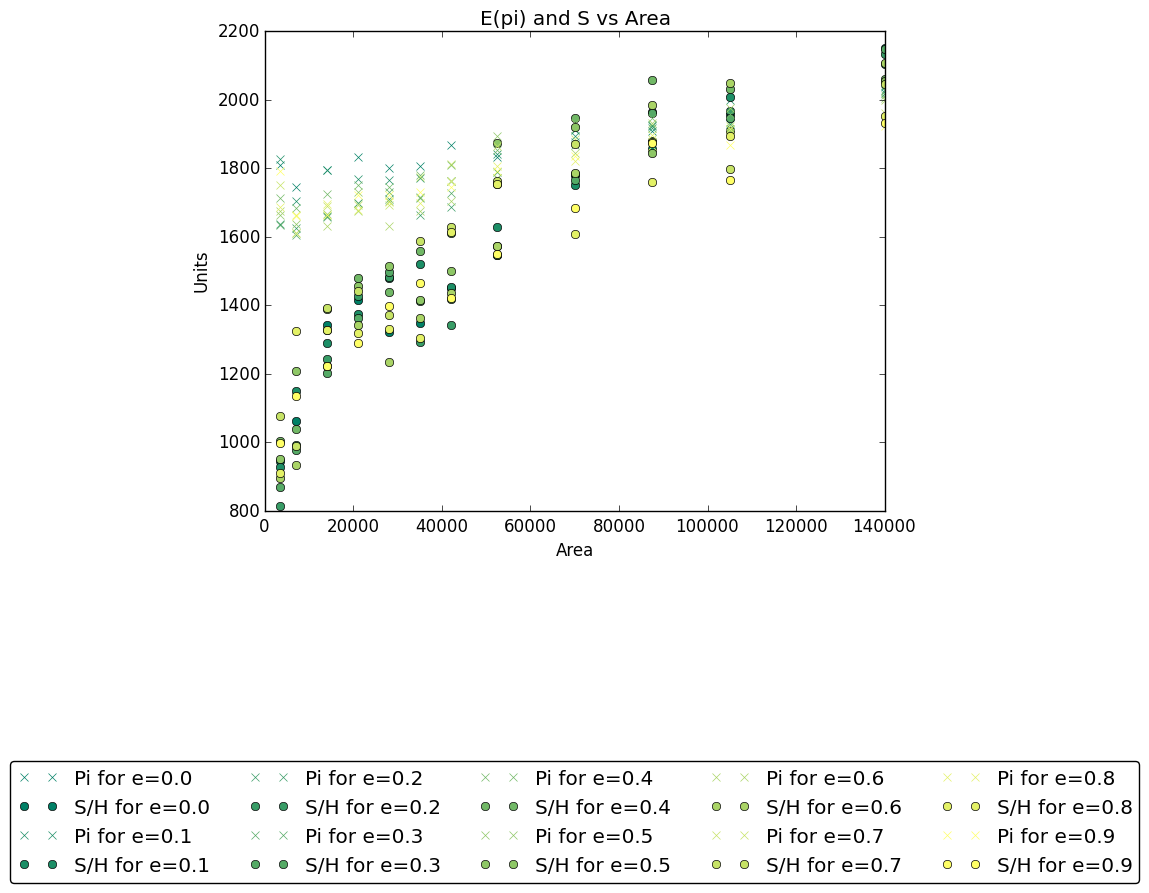 E(pi) and S vs Area
2200
2000
1800
1600
1400
1200
1000
800
Units
0 20000 40000 60000 80000 100000 120000 140000
Area
Pi for e=0.0 Pi for e=0.2 Pi for e=0.4 Pi for e=0.6 Pi for e=0.8
S/H for e=0.0 S/H for e=0.2 S/H for e=0.4 S/H for e=0.6 S/H for e=0.8
Pi for e=0.1 Pi for e=0.3 Pi for e=0.5 Pi for e=0.7 Pi for e=0.9
S/H for e=0.1 S/H for e=0.3 S/H for e=0.5 S/H for e=0.7 S/H for e=0.9